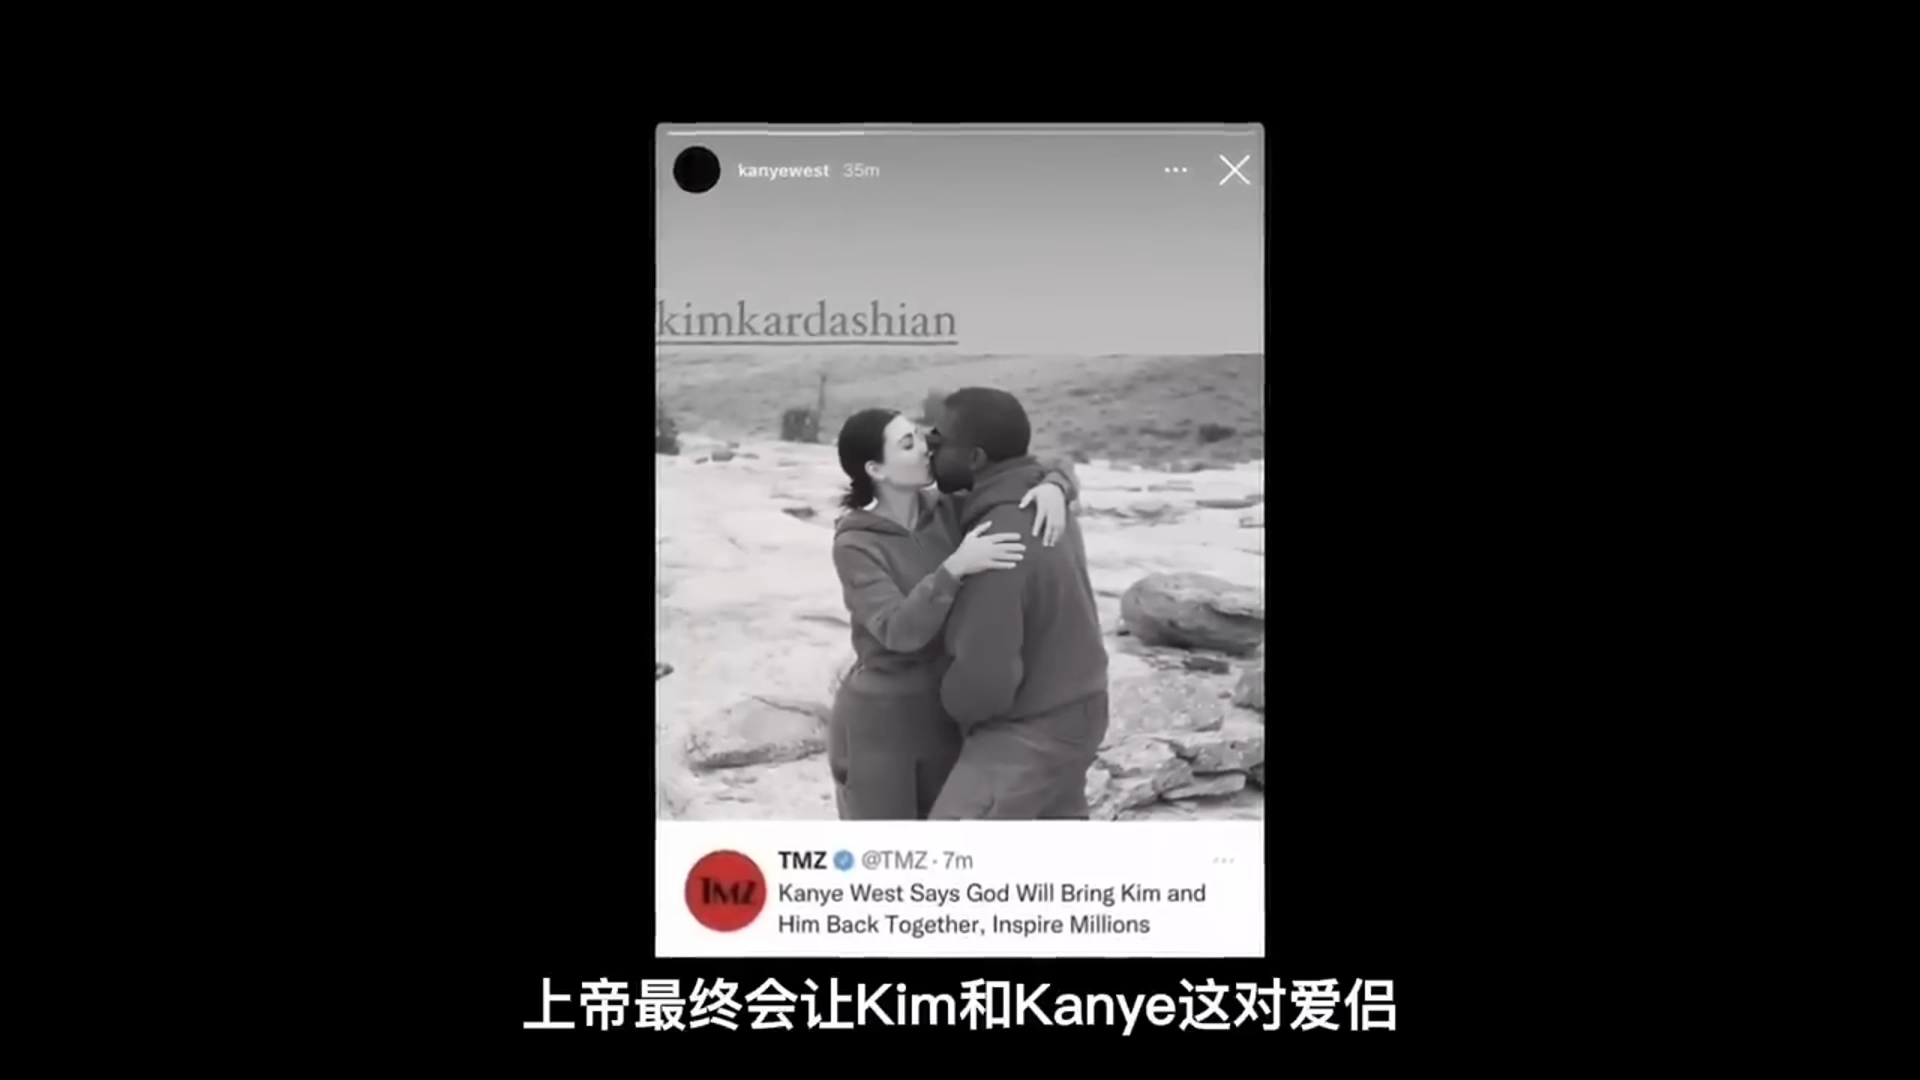 kanyewest 35m
kimkardashian
TMZ @TMZ · 7m
TMZ
Kanye West Says God Will Bring Kim and
Him Back Together, Inspire Millions
上帝最终会让Kim和Kanye这对爱侣